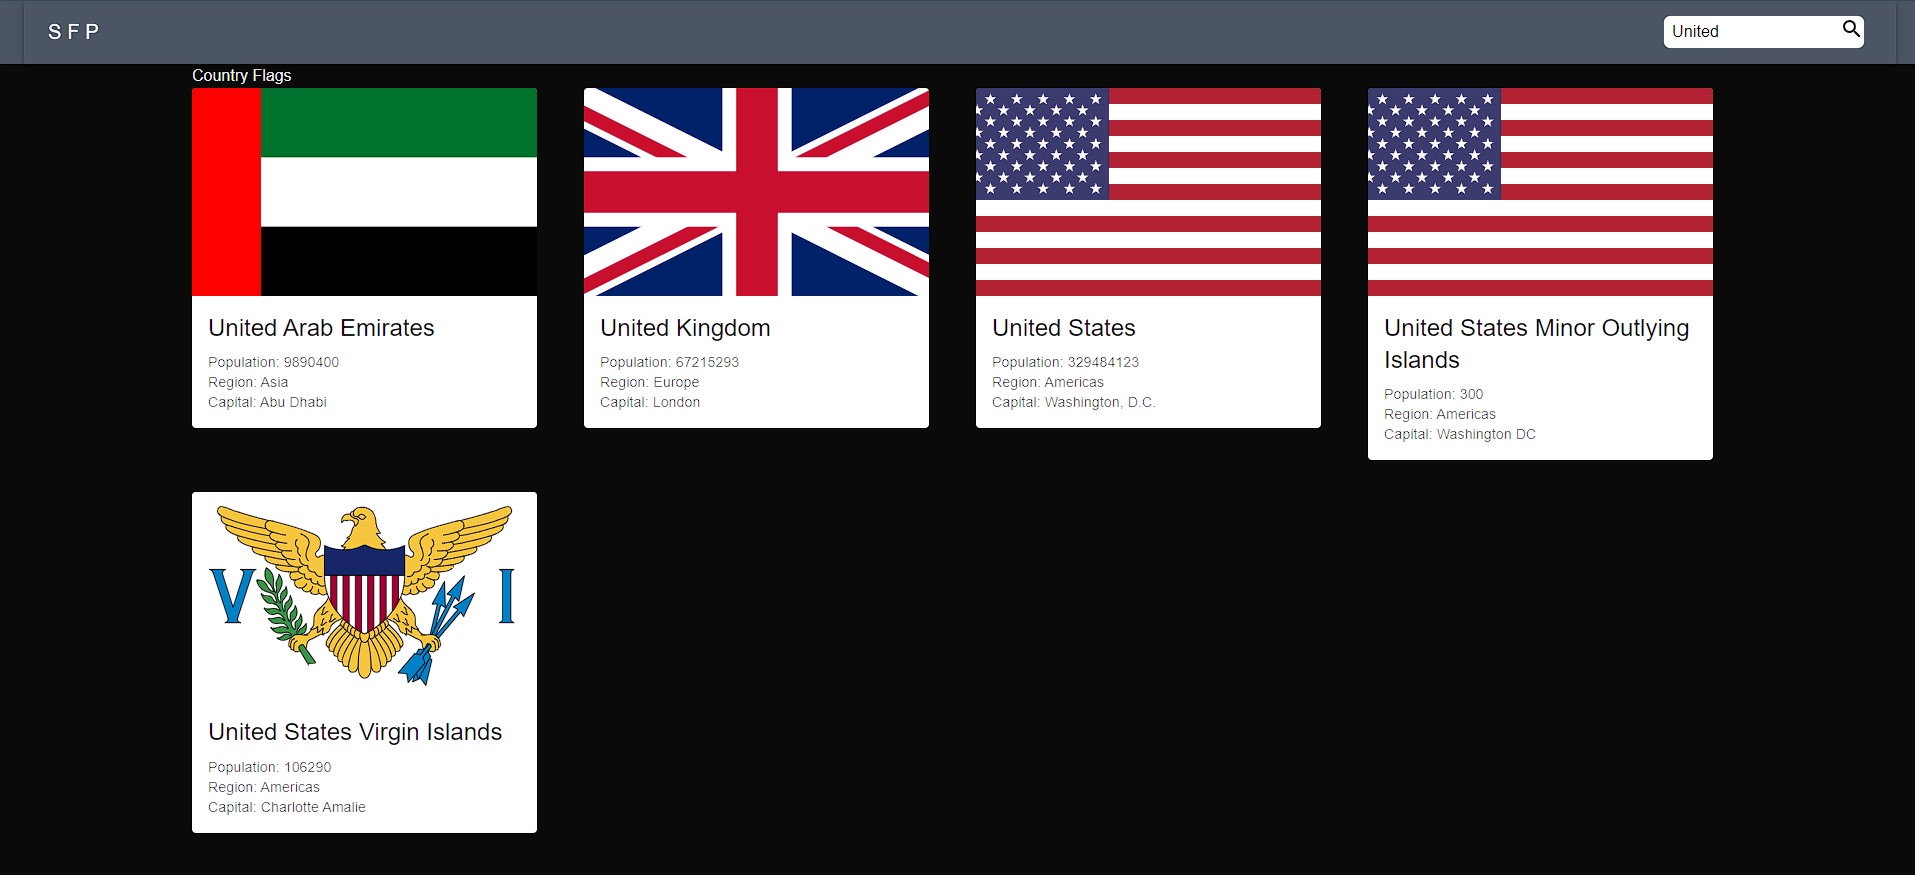 SFP
United
Country Flags
United Arab Emirates
Population: 9890400
Region: Asia
Capital: Abu Dhabi
United Kingdom
Population: 67215293
Region: Europe
Capital: London
United States
Population: 329484123
Region: Americas
Capital: Washington, D.C.
United States Minor Outlying
Islands
Population: 300
Region: Americas
Capital: Washington DC
V I
United States Virgin Islands
Population: 106290
Region: Americas
Capital: Charlotte Amalie